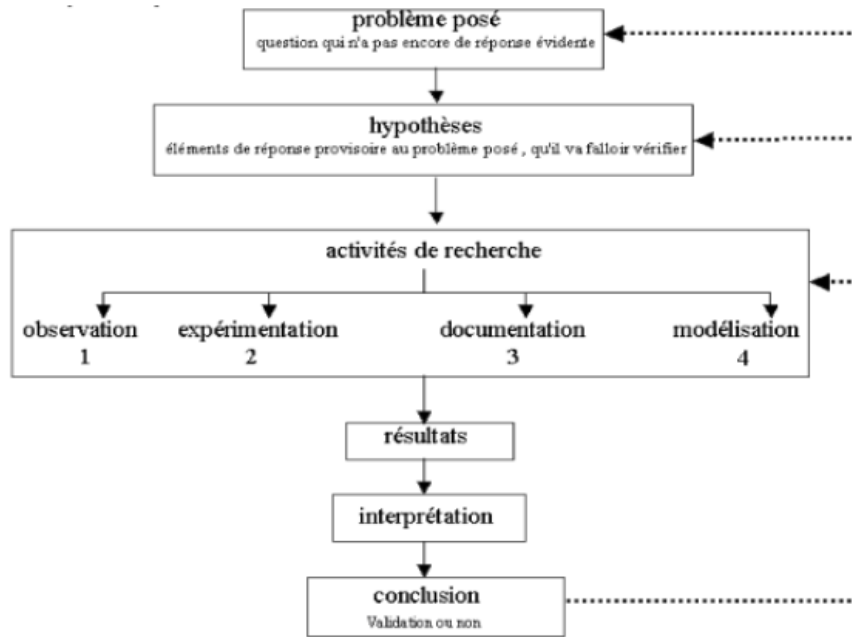 problème posé
question qui n'a pas encore de réponse évidente
hypothèses
éléments de réponse provisoire au problème posé , qu'il va falloir vérifier
activités de recherche
observation expérimentation documentation modélisation
1 2 3 4
résultats
interprétation
conclusion
Validation ou non